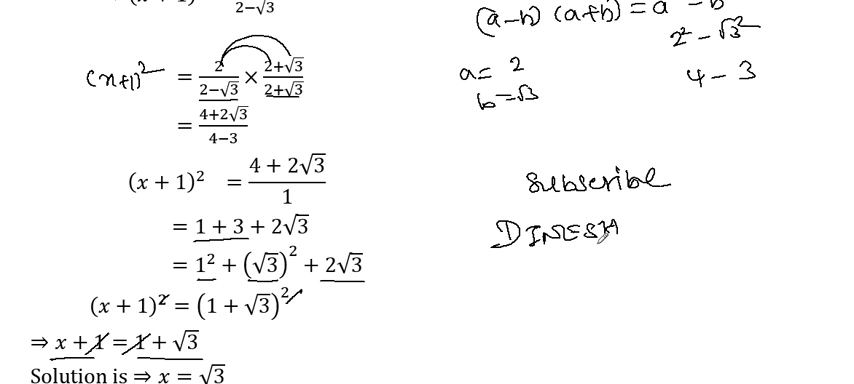 2−√3
(a−b) (a+b) = a − b
2² − √3²
(x+1)² = 2/(2−√3) × (2+√3)/(2+√3)
a = 2
4 − 3
b = √3
= (4+2√3)/(4−3)
(x + 1)² = (4 + 2√3)/1
Subscribe
= 1 + 3 + 2√3
DINESH
= 1² + (√3)² + 2√3
(x + 1)² = (1 + √3)²
⇒ x + 1 = 1 + √3
Solution is ⇒ x = √3